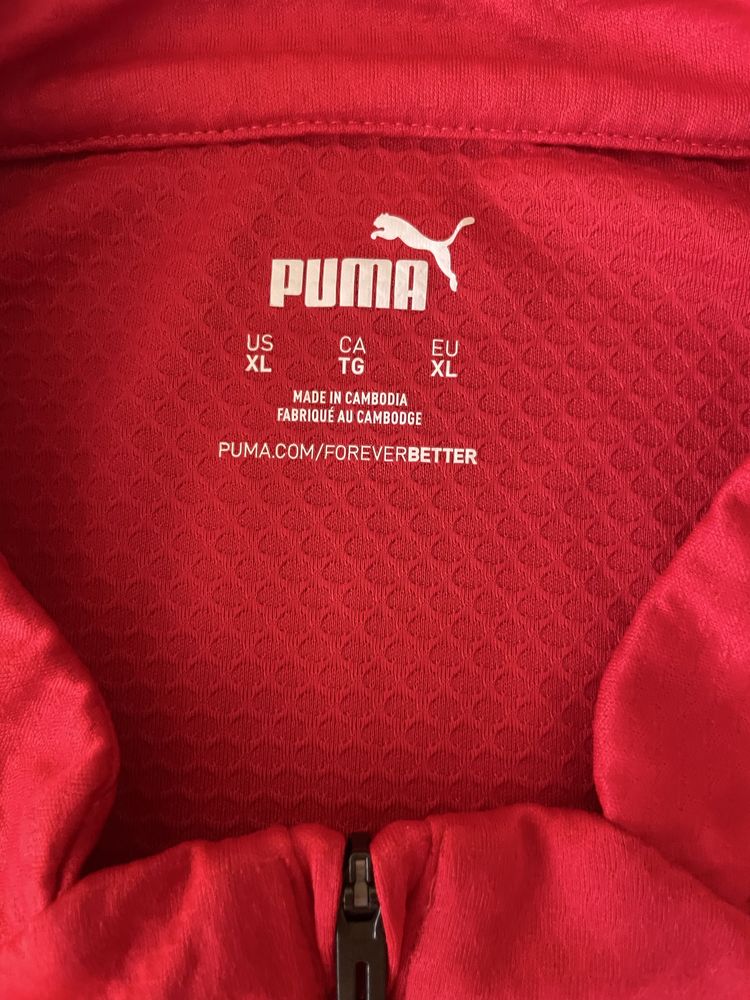 PUMA
US CA EU
XL TG XL
MADE IN CAMBODIA
FABRIQUÉ AU CAMBODGE
PUMA.COM/FOREVERBETTER